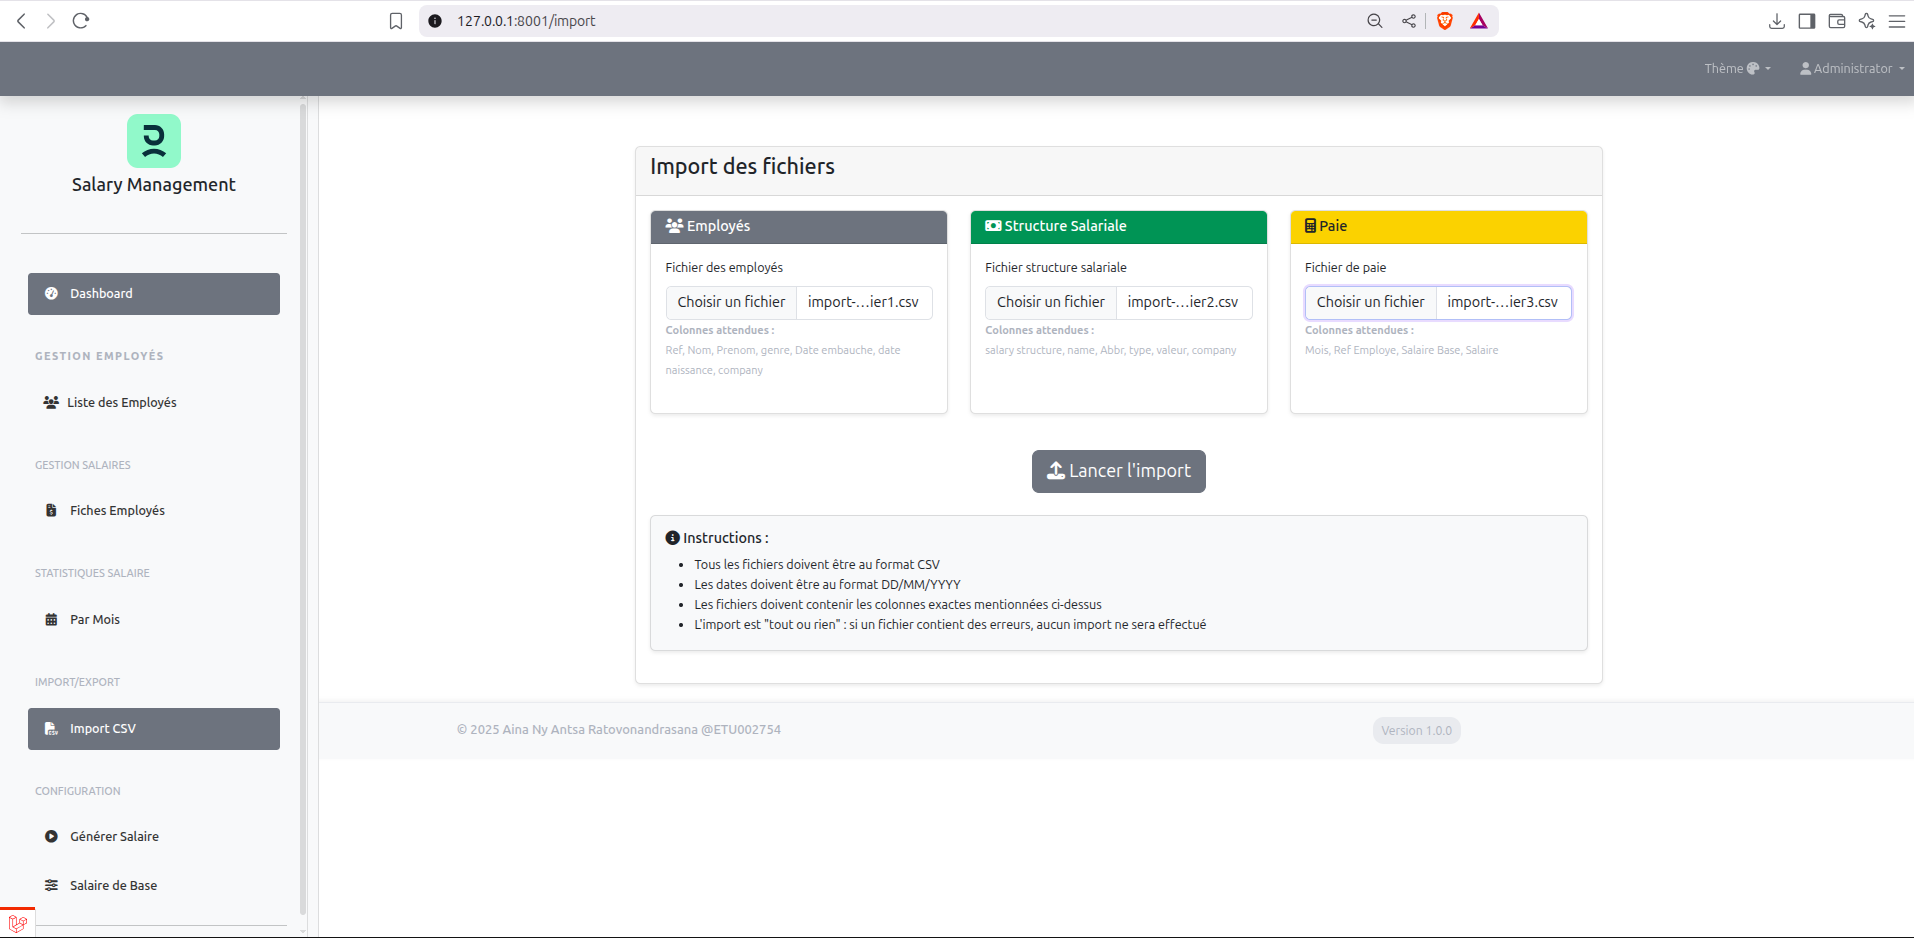 127.0.0.1:8001/import
Thème
Administrator
Salary Management
Dashboard
GESTION EMPLOYÉS
Liste des Employés
GESTION SALAIRES
Fiches Employés
STATISTIQUES SALAIRE
Par Mois
IMPORT/EXPORT
Import CSV
CONFIGURATION
Générer Salaire
Salaire de Base
Import des fichiers
Employés
Fichier des employés
Choisir un fichier import-...ier1.csv
Colonnes attendues :
Ref, Nom, Prenom, genre, Date embauche, date
naissance, company
Structure Salariale
Fichier structure salariale
Choisir un fichier import-...ier2.csv
Colonnes attendues :
salary structure, name, Abbr, type, valeur, company
Paie
Fichier de paie
Choisir un fichier import-...ier3.csv
Colonnes attendues :
Mois, Ref Employe, Salaire Base, Salaire
Lancer l'import
Instructions :
Tous les fichiers doivent être au format CSV
Les dates doivent être au format DD/MM/YYYY
Les fichiers doivent contenir les colonnes exactes mentionnées ci-dessus
L'import est "tout ou rien" : si un fichier contient des erreurs, aucun import ne sera effectué
© 2025 Aina Ny Antsa Ratovonandrasana @ETU002754
Version 1.0.0